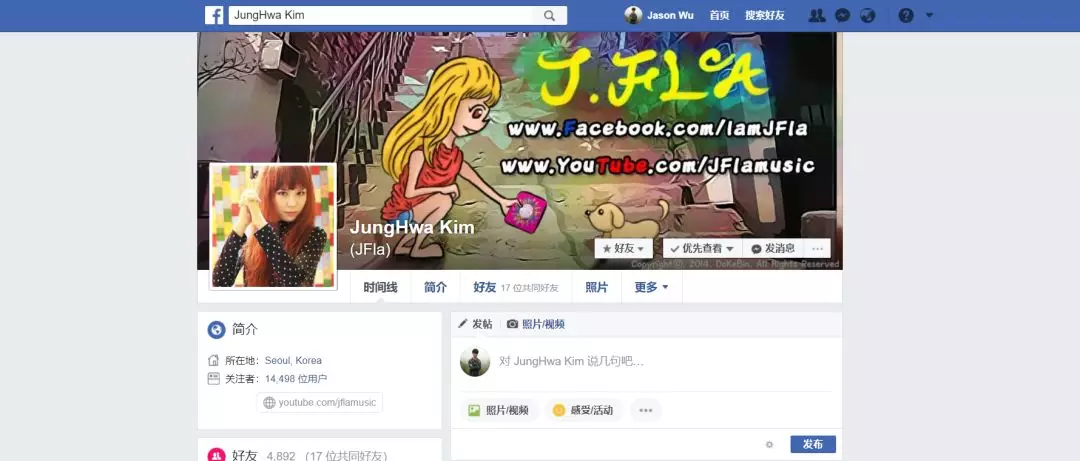 JungHwa Kim
Jason Wu 首页 搜索好友
J.FLA
www.Facebook.com/IamJFla
www.YouTube.com/JFlamusic
JungHwa Kim
(JFla)
好友 优先查看 发消息 ...
Copyright ⓒ 2014. DoKeBin. All Rights Reserved
时间线 简介 好友 17 位共同好友 照片 更多
简介
所在地: Seoul, Korea
关注者: 14,498 位用户
youtube.com/jflamusic
好友 4,892 (17 位共同好友)
发帖 照片/视频
对 JungHwa Kim 说几句吧...
照片/视频 感受/活动 ...
发布